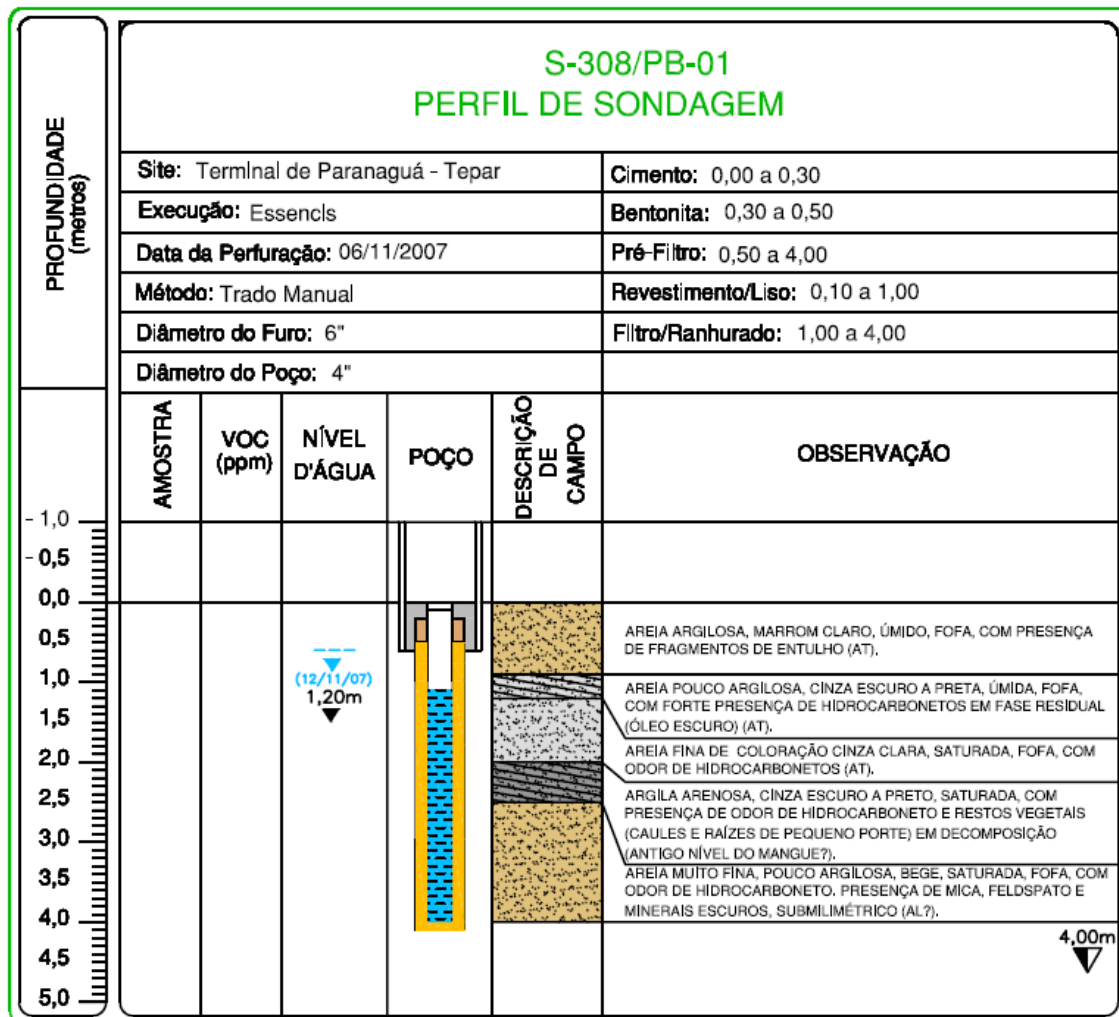 S-308/PB-01
PERFIL DE SONDAGEM
PROFUNDIDADE
(metros)
Site: Terminal de Paranaguá - Tepar
Cimento: 0,00 a 0,30
Execução: Essencis
Bentonita: 0,30 a 0,50
Data da Perfuração: 06/11/2007
Pré-Filtro: 0,50 a 4,00
Método: Trado Manual
Revestimento/Liso: 0,10 a 1,00
Diâmetro do Furo: 6"
Filtro/Ranhurado: 1,00 a 4,00
Diâmetro do Poço: 4"
AMOSTRA
VOC
(ppm)
NÍVEL
D'ÁGUA
POÇO
DESCRIÇÃO
DE
CAMPO
OBSERVAÇÃO
- 1,0
- 0,5
0,0
0,5
1,0
1,5
2,0
2,5
3,0
3,5
4,0
4,5
5,0
(12/11/07)
1,20m
AREIA ARGILOSA, MARROM CLARO, ÚMIDO, FOFA, COM PRESENÇA
DE FRAGMENTOS DE ENTULHO (AT).
AREIA POUCO ARGILOSA, CINZA ESCURO A PRETA, ÚMIDA, FOFA,
COM FORTE PRESENÇA DE HIDROCARBONETOS EM FASE RESIDUAL
(ÓLEO ESCURO) (AT).
AREIA FINA DE COLORAÇÃO CINZA CLARA, SATURADA, FOFA, COM
ODOR DE HIDROCARBONETOS (AT).
ARGILA ARENOSA, CINZA ESCURO A PRETO, SATURADA, COM
PRESENÇA DE ODOR DE HIDROCARBONETO E RESTOS VEGETAIS
(CAULES E RAÍZES DE PEQUENO PORTE) EM DECOMPOSIÇÃO
(ANTIGO NÍVEL DO MANGUE?).
AREIA MUITO FINA, POUCO ARGILOSA, BEGE, SATURADA, FOFA, COM
ODOR DE HIDROCARBONETO. PRESENÇA DE MICA, FELDSPATO E
MINERAIS ESCUROS, SUBMILIMÉTRICO (AL?).
4,00m